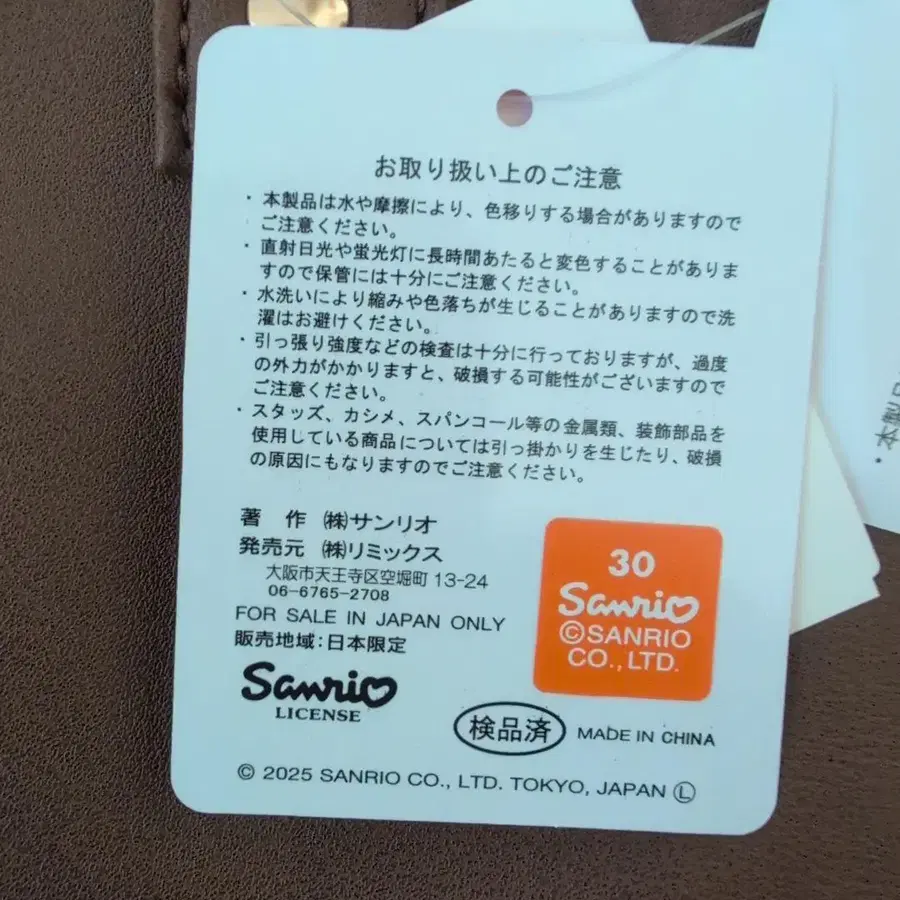 お取り扱い上のご注意
・本製品は水や摩擦により、色移りする場合がありますので
ご注意ください。
・直射日光や蛍光灯に長時間あたると変色することがありま
すので保管には十分にご注意ください。
・水洗いにより縮みや色落ちが生じることがありますので洗
濯はお避けください。
・引っ張り強度などの検査は十分に行っておりますが、過度
の外力がかかりますと、破損する可能性がございますので
ご注意ください。
・スタッズ、カシメ、スパンコール等の金属類、装飾部品を
使用している商品については引っ掛かりを生じたり、破損
の原因にもなりますのでご注意ください。
著 作 ㈱サンリオ
発売元 ㈱リミックス
大阪市天王寺区空堀町 13-24
06-6765-2708
FOR SALE IN JAPAN ONLY
販売地域:日本限定
Sanrio
LICENSE
30
Sanrio
©SANRIO
CO., LTD.
検品済
MADE IN CHINA
© 2025 SANRIO CO., LTD. TOKYO, JAPAN Ⓛ
・本製品